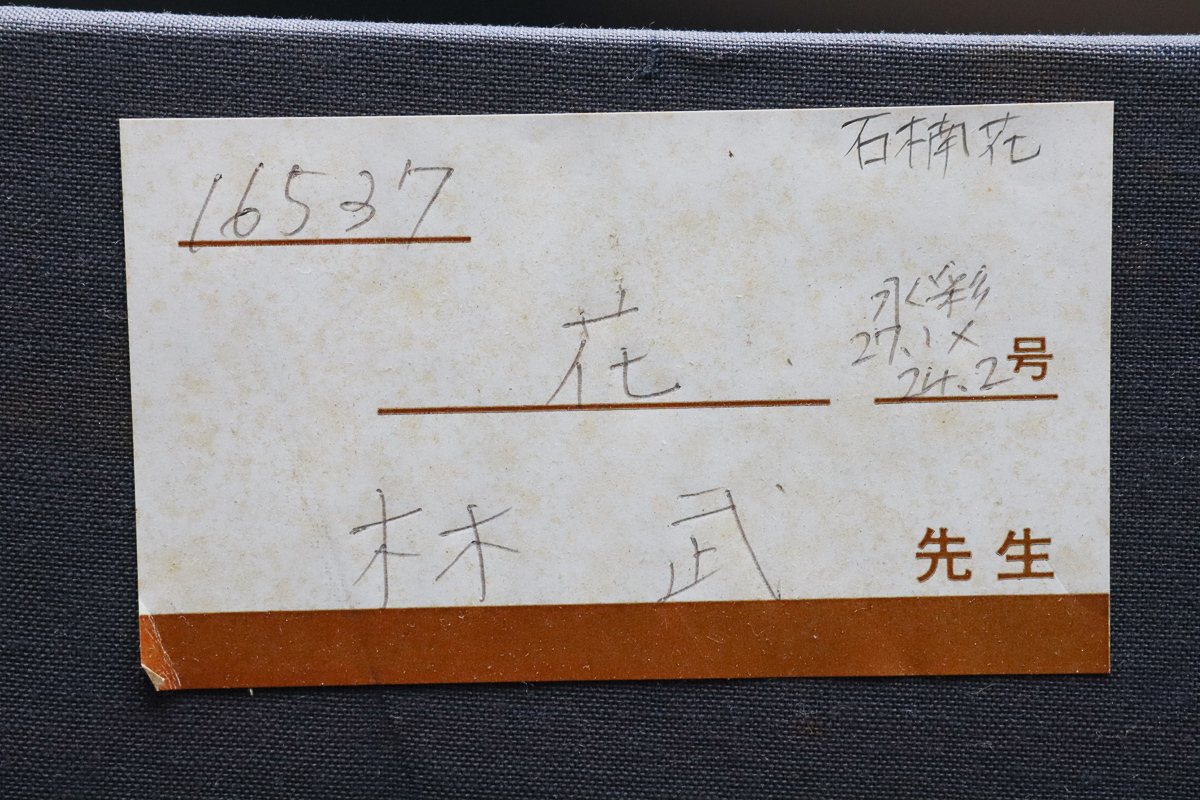 石楠花
16537
水彩
27.1×
花 24.2号
林 武 先生